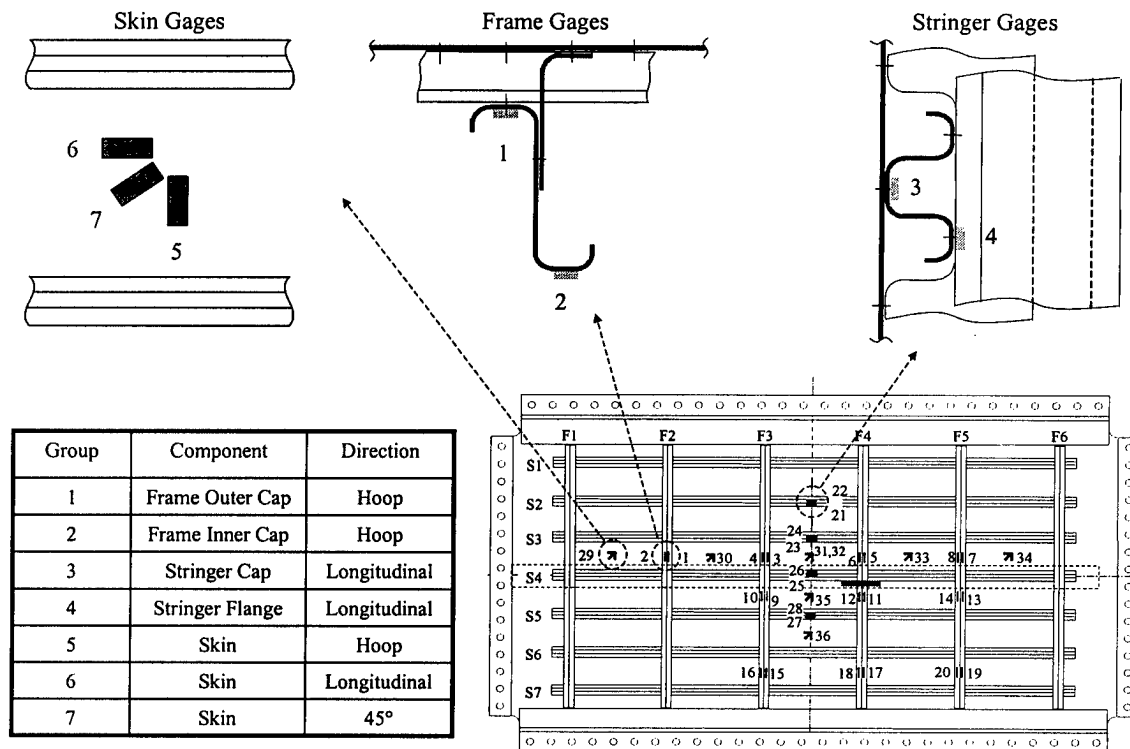 Skin Gages
Frame Gages
Stringer Gages
6
7
5
1
2
3
4
Group Component Direction
1 Frame Outer Cap Hoop
2 Frame Inner Cap Hoop
3 Stringer Cap Longitudinal
4 Stringer Flange Longitudinal
5 Skin Hoop
6 Skin Longitudinal
7 Skin 45°
F1 F2 F3 F4 F5 F6
S1
S2
22
21
S3
24
23
29 2 1 30 4 3 31,32 6 5 33 8 7 34
S4
26
25
10 9 35 12 11 14 13
S5
28
27
36
S6
16 15 18 17 20 19
S7